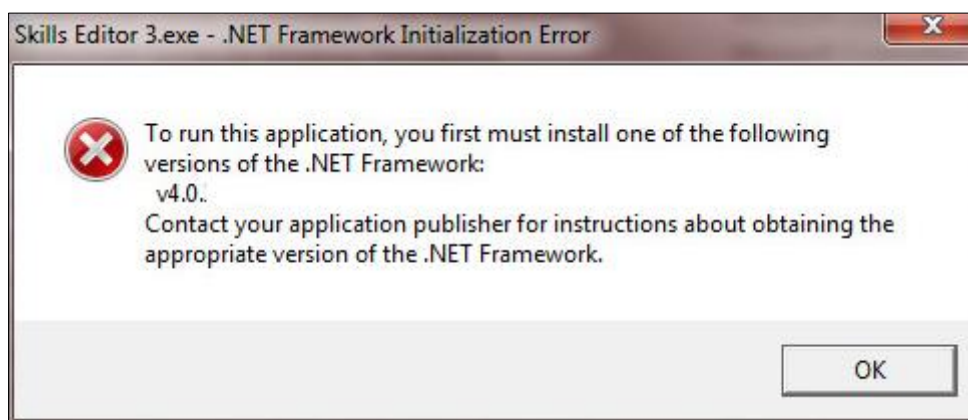 Skills Editor 3.exe - .NET Framework Initialization Error
To run this application, you first must install one of the following
versions of the .NET Framework:
v4.0.
Contact your application publisher for instructions about obtaining the
appropriate version of the .NET Framework.
OK